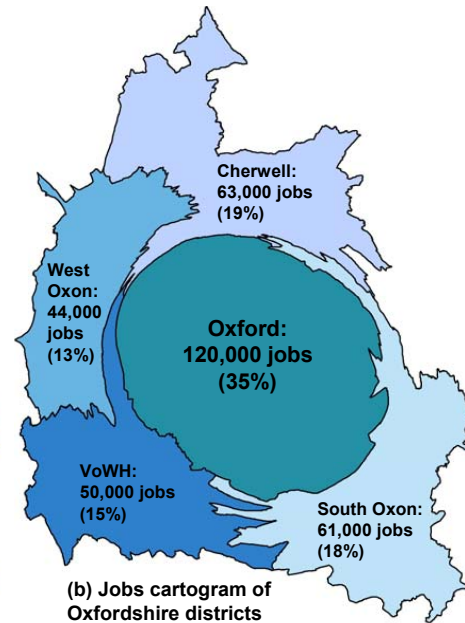 Cherwell:
63,000 jobs
(19%)
West
Oxon:
44,000
jobs
(13%)
Oxford:
120,000 jobs
(35%)
VoWH:
50,000 jobs
(15%)
South Oxon:
61,000 jobs
(18%)
(b) Jobs cartogram of
Oxfordshire districts